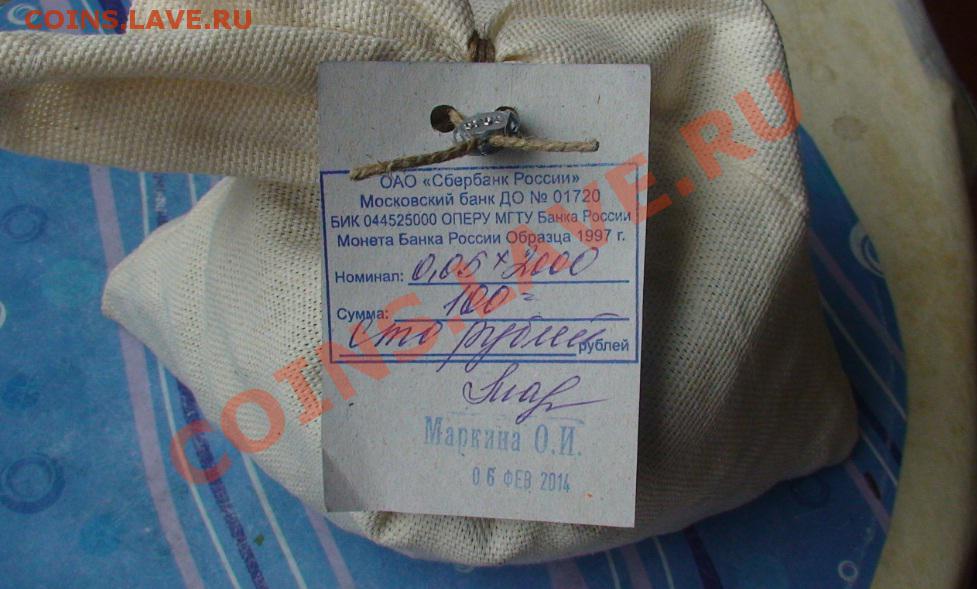 COINS.LAVE.RU
ОАО «Сбербанк России»
Московский банк ДО № 01720
БИК 044525000 ОПЕРУ МГТУ Банка России
Монета Банка России Образца 1997 г.
Номинал: 0,05 x 2000
Сумма: 100=
Сто рублей рублей
Маркина О.И.
06 ФЕВ 2014
COINS.LAVE.RU